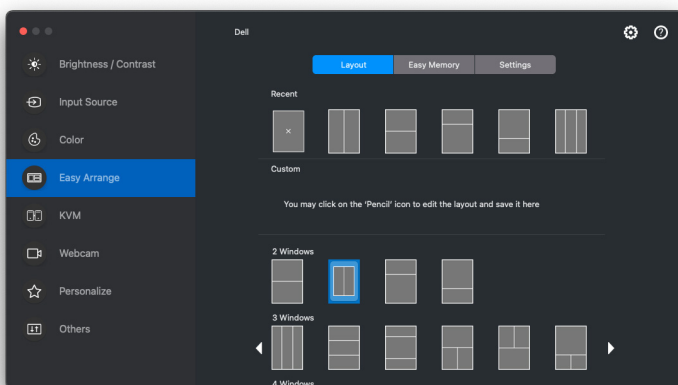 Dell
Brightness / Contrast
Input Source
Color
Easy Arrange
KVM
Webcam
Personalize
Others
Layout
Easy Memory
Settings
Recent
Custom
You may click on the 'Pencil' icon to edit the layout and save it here
2 Windows
3 Windows
4 Windows